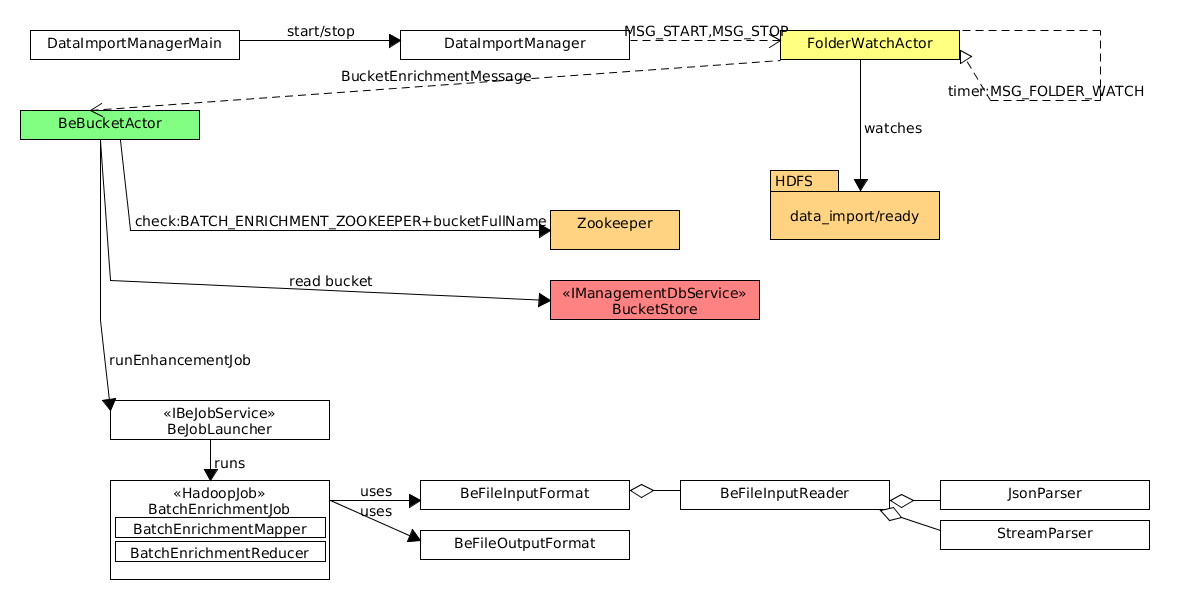 DataImportManagerMain
start/stop
DataImportManager
MSG_START,MSG_STOP
FolderWatchActor
BucketEnrichmentMessage
timer:MSG_FOLDER_WATCH
BeBucketActor
watches
HDFS
data_import/ready
check:BATCH_ENRICHMENT_ZOOKEEPER+bucketFullName
Zookeeper
read bucket
«IManagementDbService»
BucketStore
runEnhancementJob
«IBeJobService»
BeJobLauncher
runs
«HadoopJob»
BatchEnrichmentJob
BatchEnrichmentMapper
BatchEnrichmentReducer
uses
uses
BeFileInputFormat
BeFileInputReader
JsonParser
BeFileOutputFormat
StreamParser